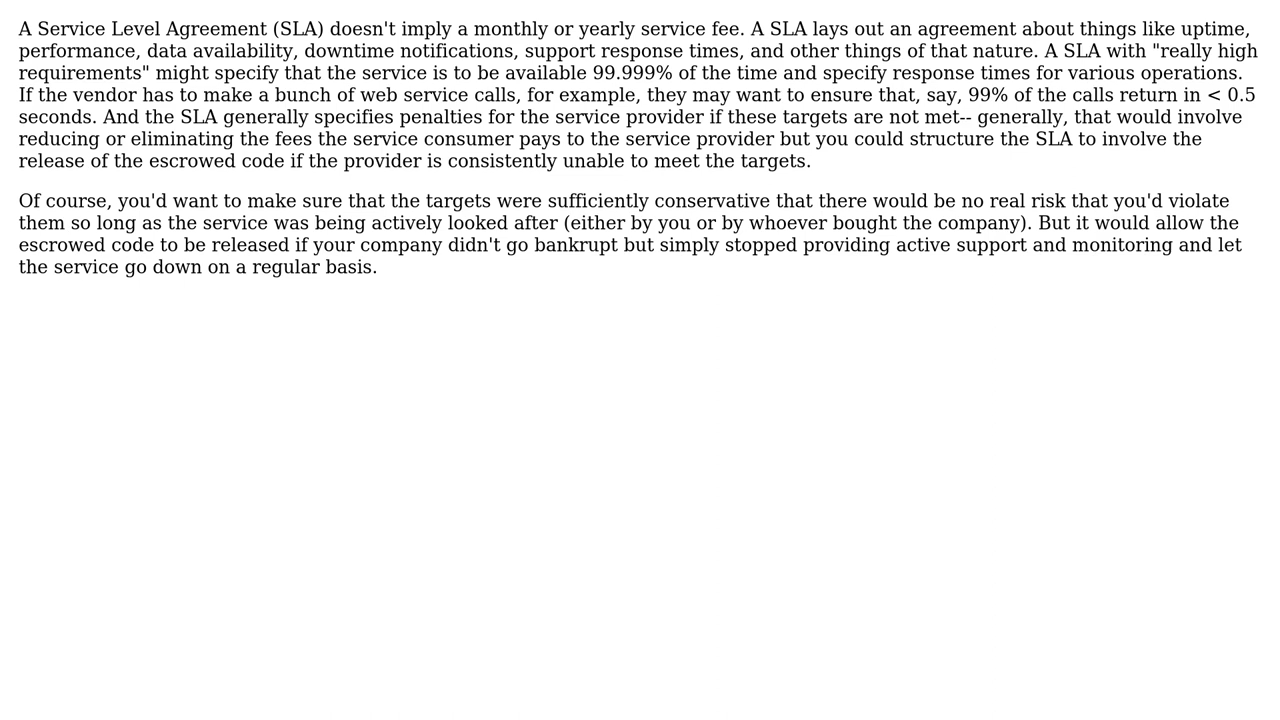 A Service Level Agreement (SLA) doesn't imply a monthly or yearly service fee. A SLA lays out an agreement about things like uptime,
performance, data availability, downtime notifications, support response times, and other things of that nature. A SLA with "really high
requirements" might specify that the service is to be available 99.999% of the time and specify response times for various operations.
If the vendor has to make a bunch of web service calls, for example, they may want to ensure that, say, 99% of the calls return in < 0.5
seconds. And the SLA generally specifies penalties for the service provider if these targets are not met-- generally, that would involve
reducing or eliminating the fees the service consumer pays to the service provider but you could structure the SLA to involve the
release of the escrowed code if the provider is consistently unable to meet the targets.
Of course, you'd want to make sure that the targets were sufficiently conservative that there would be no real risk that you'd violate
them so long as the service was being actively looked after (either by you or by whoever bought the company). But it would allow the
escrowed code to be released if your company didn't go bankrupt but simply stopped providing active support and monitoring and let
the service go down on a regular basis.